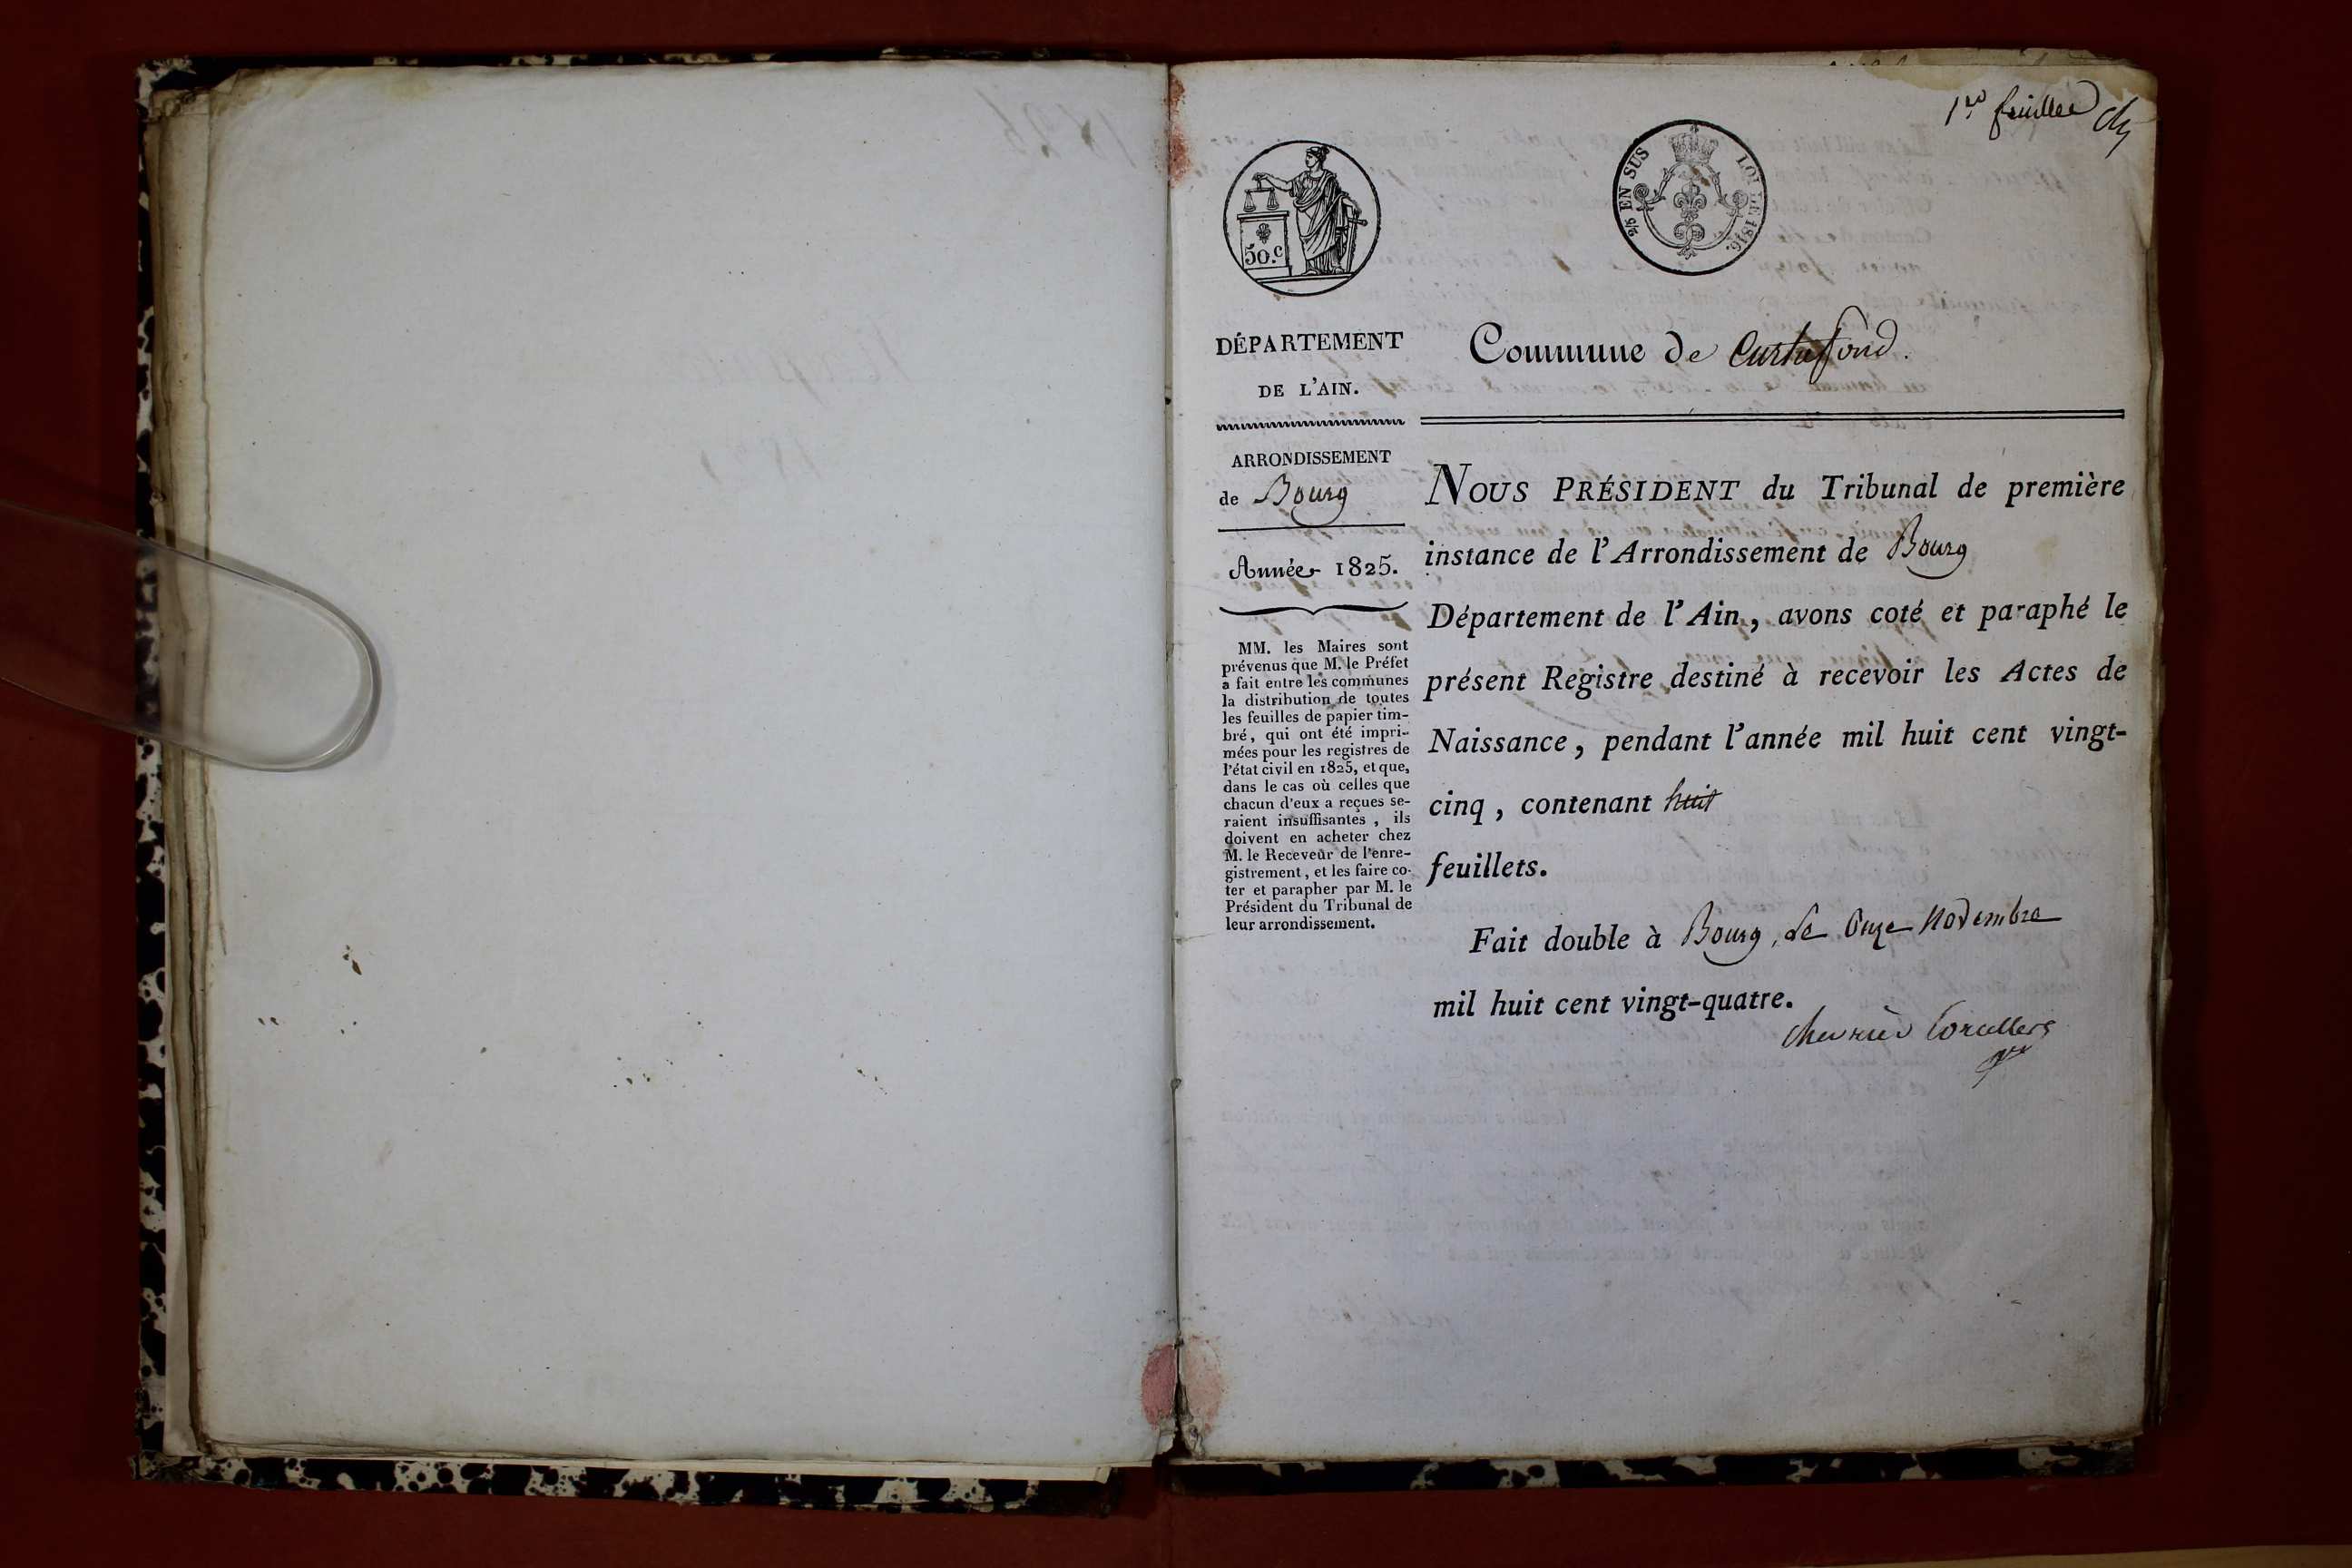 1re feuillet Ch
50.c
2/5 EN SUS LOI DE 1816.
DÉPARTEMENT
DE L'AIN.
ARRONDISSEMENT
de Bourg
Année 1825.
MM. les Maires sont
prévenus que M. le Préfet
a fait entre les communes
la distribution de toutes
les feuilles de papier tim-
bré, qui ont été impri-
mées pour les registres de
l'état civil en 1825, et que,
dans le cas où celles que
chacun d'eux a reçues se-
raient insuffisantes, ils
doivent en acheter chez
M. le Receveur de l'enre-
gistrement, et les faire co-
ter et parapher par M. le
Président du Tribunal de
leur arrondissement.
Commune de Curtafond.
NOUS PRÉSIDENT du Tribunal de première
instance de l'Arrondissement de Bourg
Département de l'Ain, avons coté et paraphé le
présent Registre destiné à recevoir les Actes de
Naissance, pendant l'année mil huit cent vingt-
cinq, contenant huit
feuillets.
Fait double à Bourg, Le Onze Novembre
mil huit cent vingt-quatre.
Chevrier Corcelles